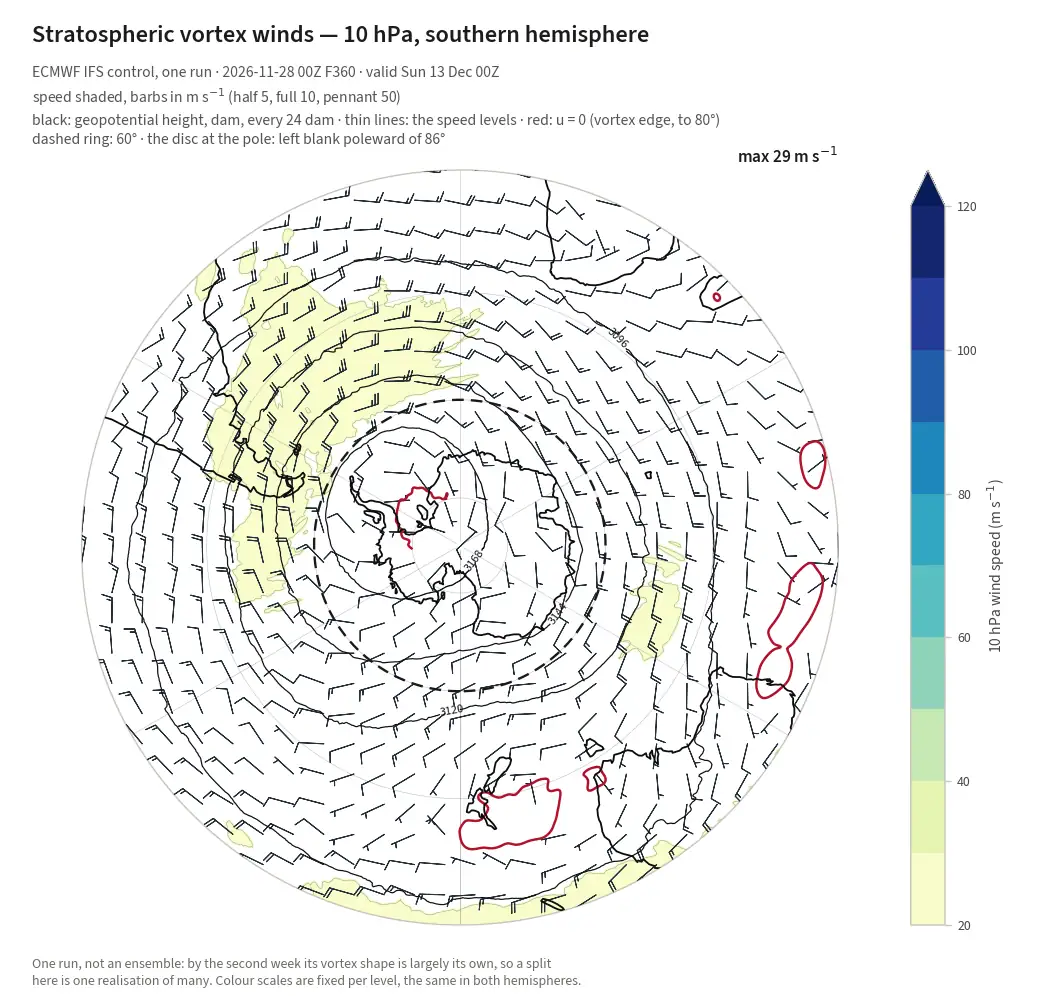 Stratospheric vortex winds — 10 hPa, southern hemisphere
ECMWF IFS control, one run · 2026-11-28 00Z F360 · valid Sun 13 Dec 00Z
speed shaded, barbs in m s⁻¹ (half 5, full 10, pennant 50)
black: geopotential height, dam, every 24 dam · thin lines: the speed levels · red: u = 0 (vortex edge, to 80°)
dashed ring: 60° · the disc at the pole: left blank poleward of 86°
max 29 m s⁻¹
3096
3168
3144
3120
120
100
80
60
40
20
10 hPa wind speed (m s⁻¹)
One run, not an ensemble: by the second week its vortex shape is largely its own, so a split
here is one realisation of many. Colour scales are fixed per level, the same in both hemispheres.